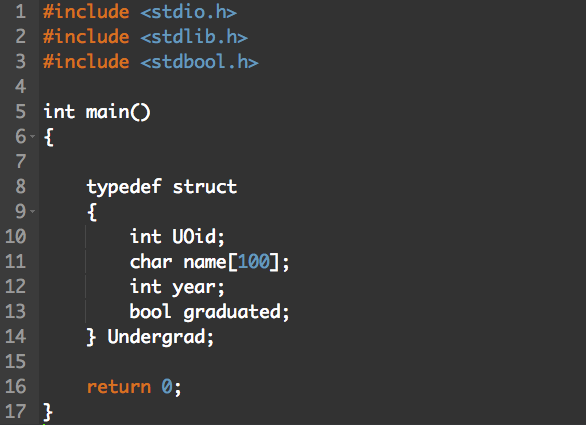 1 #include <stdio.h>
2 #include <stdlib.h>
3 #include <stdbool.h>
4
5 int main()
6 {
7
8     typedef struct
9     {
10         int UOid;
11         char name[100];
12         int year;
13         bool graduated;
14     } Undergrad;
15
16     return 0;
17 }